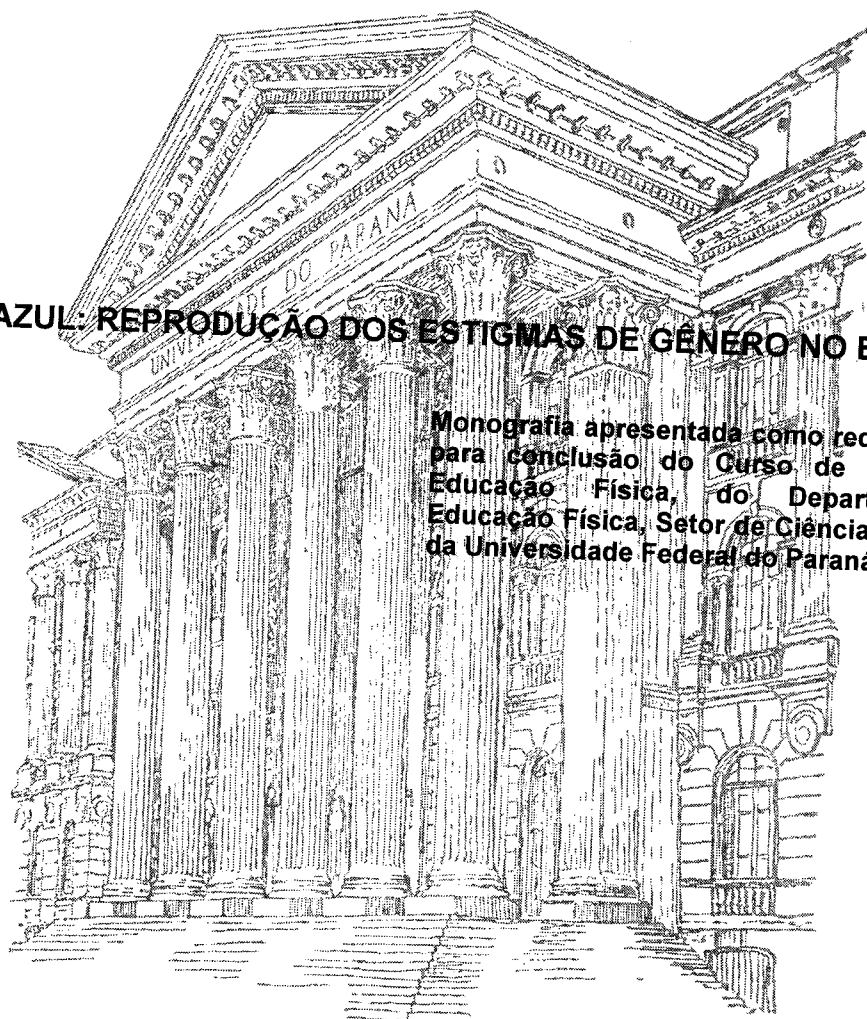 UNIVERSIDADE DO PARANÁ
AZUL: REPRODUÇÃO DOS ESTIGMAS DE GÊNERO NO E
Monografia apresentada como rec
para conclusão do Curso de
Educação Física, do Depart
Educação Física, Setor de Ciência
da Universidade Federal do Paraná